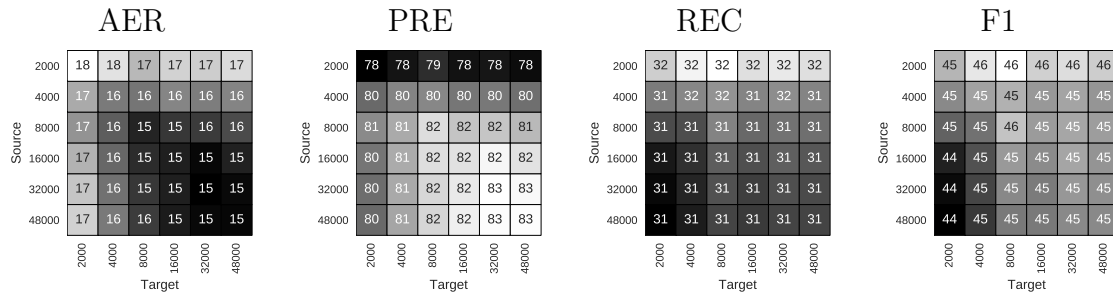 AER PRE REC F1
2000 18 18 17 17 17 17 2000 78 78 79 78 78 78 2000 32 32 32 32 32 32 2000 45 46 46 46 46 46
4000 17 16 16 16 16 16 4000 80 80 80 80 80 80 4000 31 32 32 31 32 31 4000 45 45 45 45 45 45
8000 17 16 15 15 16 16 8000 81 81 82 82 82 81 8000 31 31 31 31 31 31 8000 45 45 46 45 45 45
16000 17 16 15 15 15 15 16000 80 81 82 82 82 82 16000 31 31 31 31 31 31 16000 44 45 45 45 45 45
32000 17 16 15 15 15 15 32000 80 81 82 82 83 83 32000 31 31 31 31 31 31 32000 44 45 45 45 45 45
48000 17 16 16 15 15 15 48000 80 81 82 82 83 83 48000 31 31 31 31 31 31 48000 44 45 45 45 45 45
Source Source Source Source
2000 4000 8000 16000 32000 48000 2000 4000 8000 16000 32000 48000 2000 4000 8000 16000 32000 48000 2000 4000 8000 16000 32000 48000
Target Target Target Target